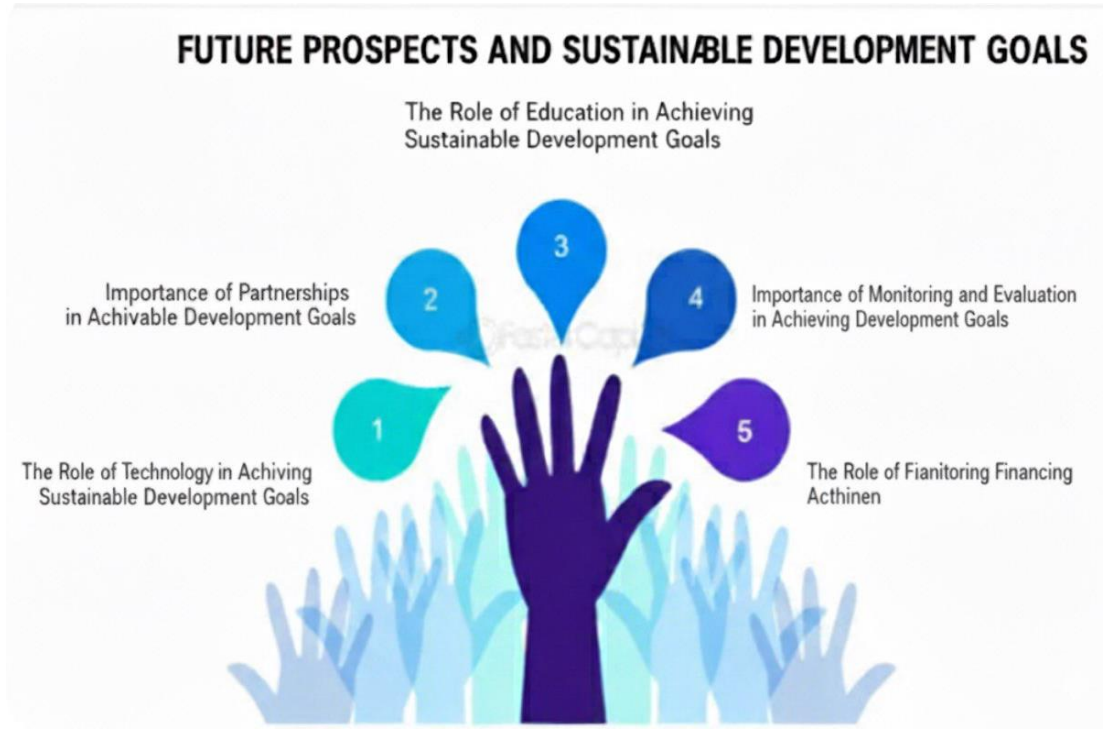 FUTURE PROSPECTS AND SUSTAINABLE DEVELOPMENT GOALS
The Role of Education in Achieving
Sustainable Development Goals
3
2
4
Importance of Partnerships
in Achivable Development Goals
Importance of Monitoring and Evaluation
in Achieving Development Goals
1
5
The Role of Technology in Achiving
Sustainable Development Goals
The Role of Fianitoring Financing
Acthinen